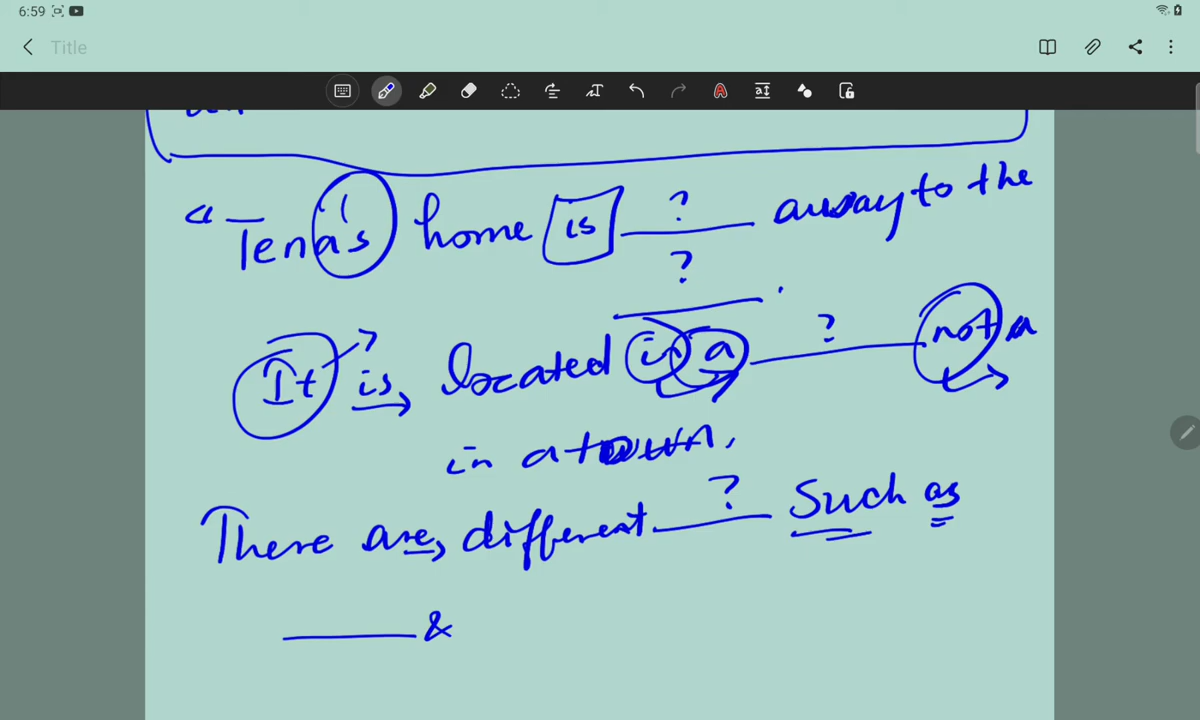 6:59
Title
"Tena's home is ? away to the
?
It is located in a ? not a
in a town.
There are different ? such as
&